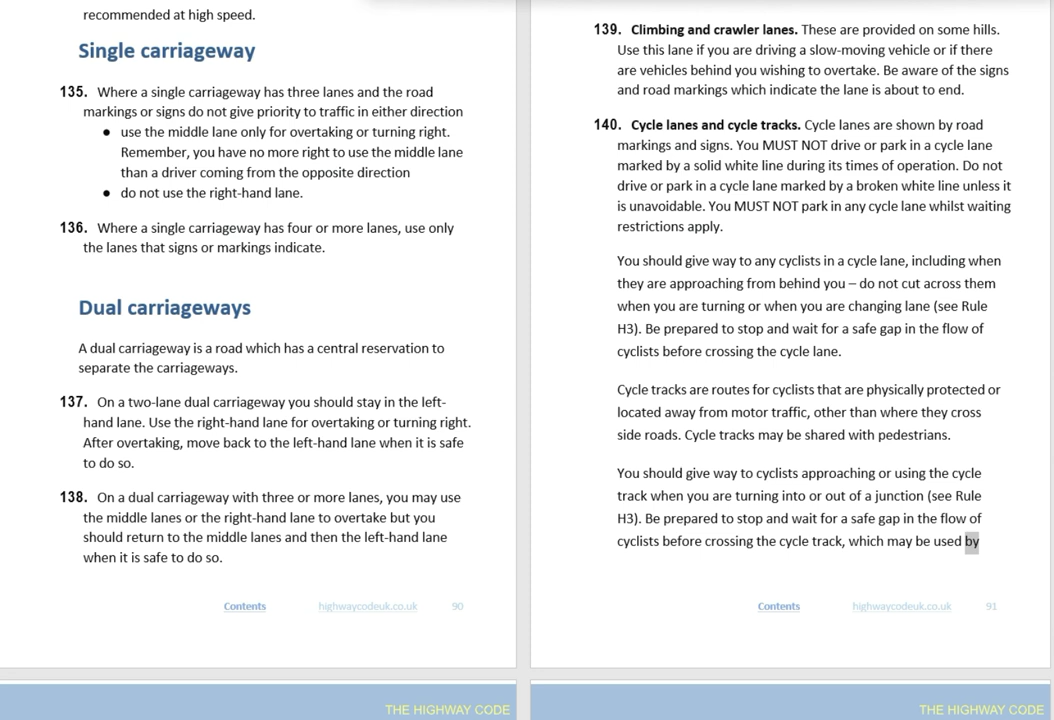 recommended at high speed.
Single carriageway
135. Where a single carriageway has three lanes and the road
markings or signs do not give priority to traffic in either direction
● use the middle lane only for overtaking or turning right.
Remember, you have no more right to use the middle lane
than a driver coming from the opposite direction
● do not use the right-hand lane.
136. Where a single carriageway has four or more lanes, use only
the lanes that signs or markings indicate.
Dual carriageways
A dual carriageway is a road which has a central reservation to
separate the carriageways.
137. On a two-lane dual carriageway you should stay in the left-
hand lane. Use the right-hand lane for overtaking or turning right.
After overtaking, move back to the left-hand lane when it is safe
to do so.
138. On a dual carriageway with three or more lanes, you may use
the middle lanes or the right-hand lane to overtake but you
should return to the middle lanes and then the left-hand lane
when it is safe to do so.
Contents highwaycodeuk.co.uk 90
THE HIGHWAY CODE
139. Climbing and crawler lanes. These are provided on some hills.
Use this lane if you are driving a slow-moving vehicle or if there
are vehicles behind you wishing to overtake. Be aware of the signs
and road markings which indicate the lane is about to end.
140. Cycle lanes and cycle tracks. Cycle lanes are shown by road
markings and signs. You MUST NOT drive or park in a cycle lane
marked by a solid white line during its times of operation. Do not
drive or park in a cycle lane marked by a broken white line unless it
is unavoidable. You MUST NOT park in any cycle lane whilst waiting
restrictions apply.
You should give way to any cyclists in a cycle lane, including when
they are approaching from behind you – do not cut across them
when you are turning or when you are changing lane (see Rule
H3). Be prepared to stop and wait for a safe gap in the flow of
cyclists before crossing the cycle lane.
Cycle tracks are routes for cyclists that are physically protected or
located away from motor traffic, other than where they cross
side roads. Cycle tracks may be shared with pedestrians.
You should give way to cyclists approaching or using the cycle
track when you are turning into or out of a junction (see Rule
H3). Be prepared to stop and wait for a safe gap in the flow of
cyclists before crossing the cycle track, which may be used by
Contents highwaycodeuk.co.uk 91
THE HIGHWAY CODE